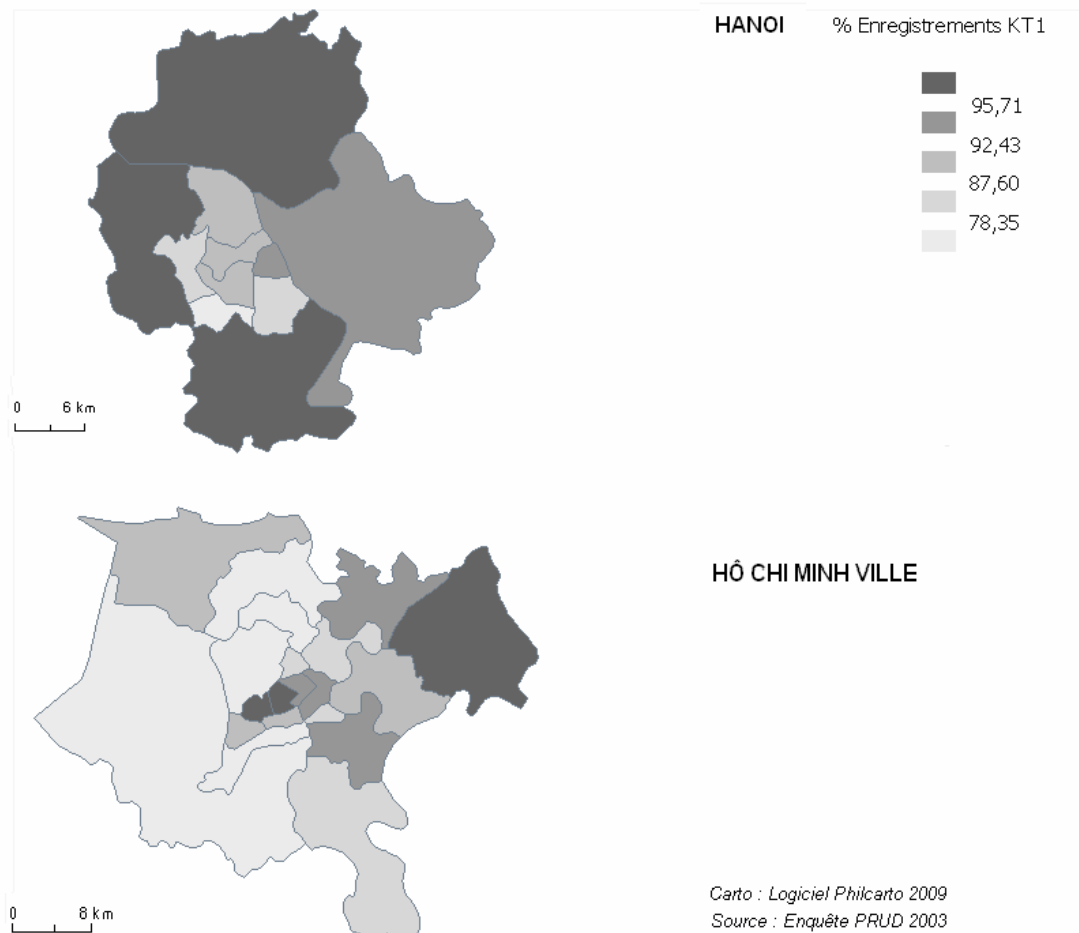 HANOI % Enregistrements KT1
95,71
92,43
87,60
78,35
0 6 km
HÔ CHI MINH VILLE
0 8 km
Carto : Logiciel Philcarto 2009
Source : Enquête PRUD 2003